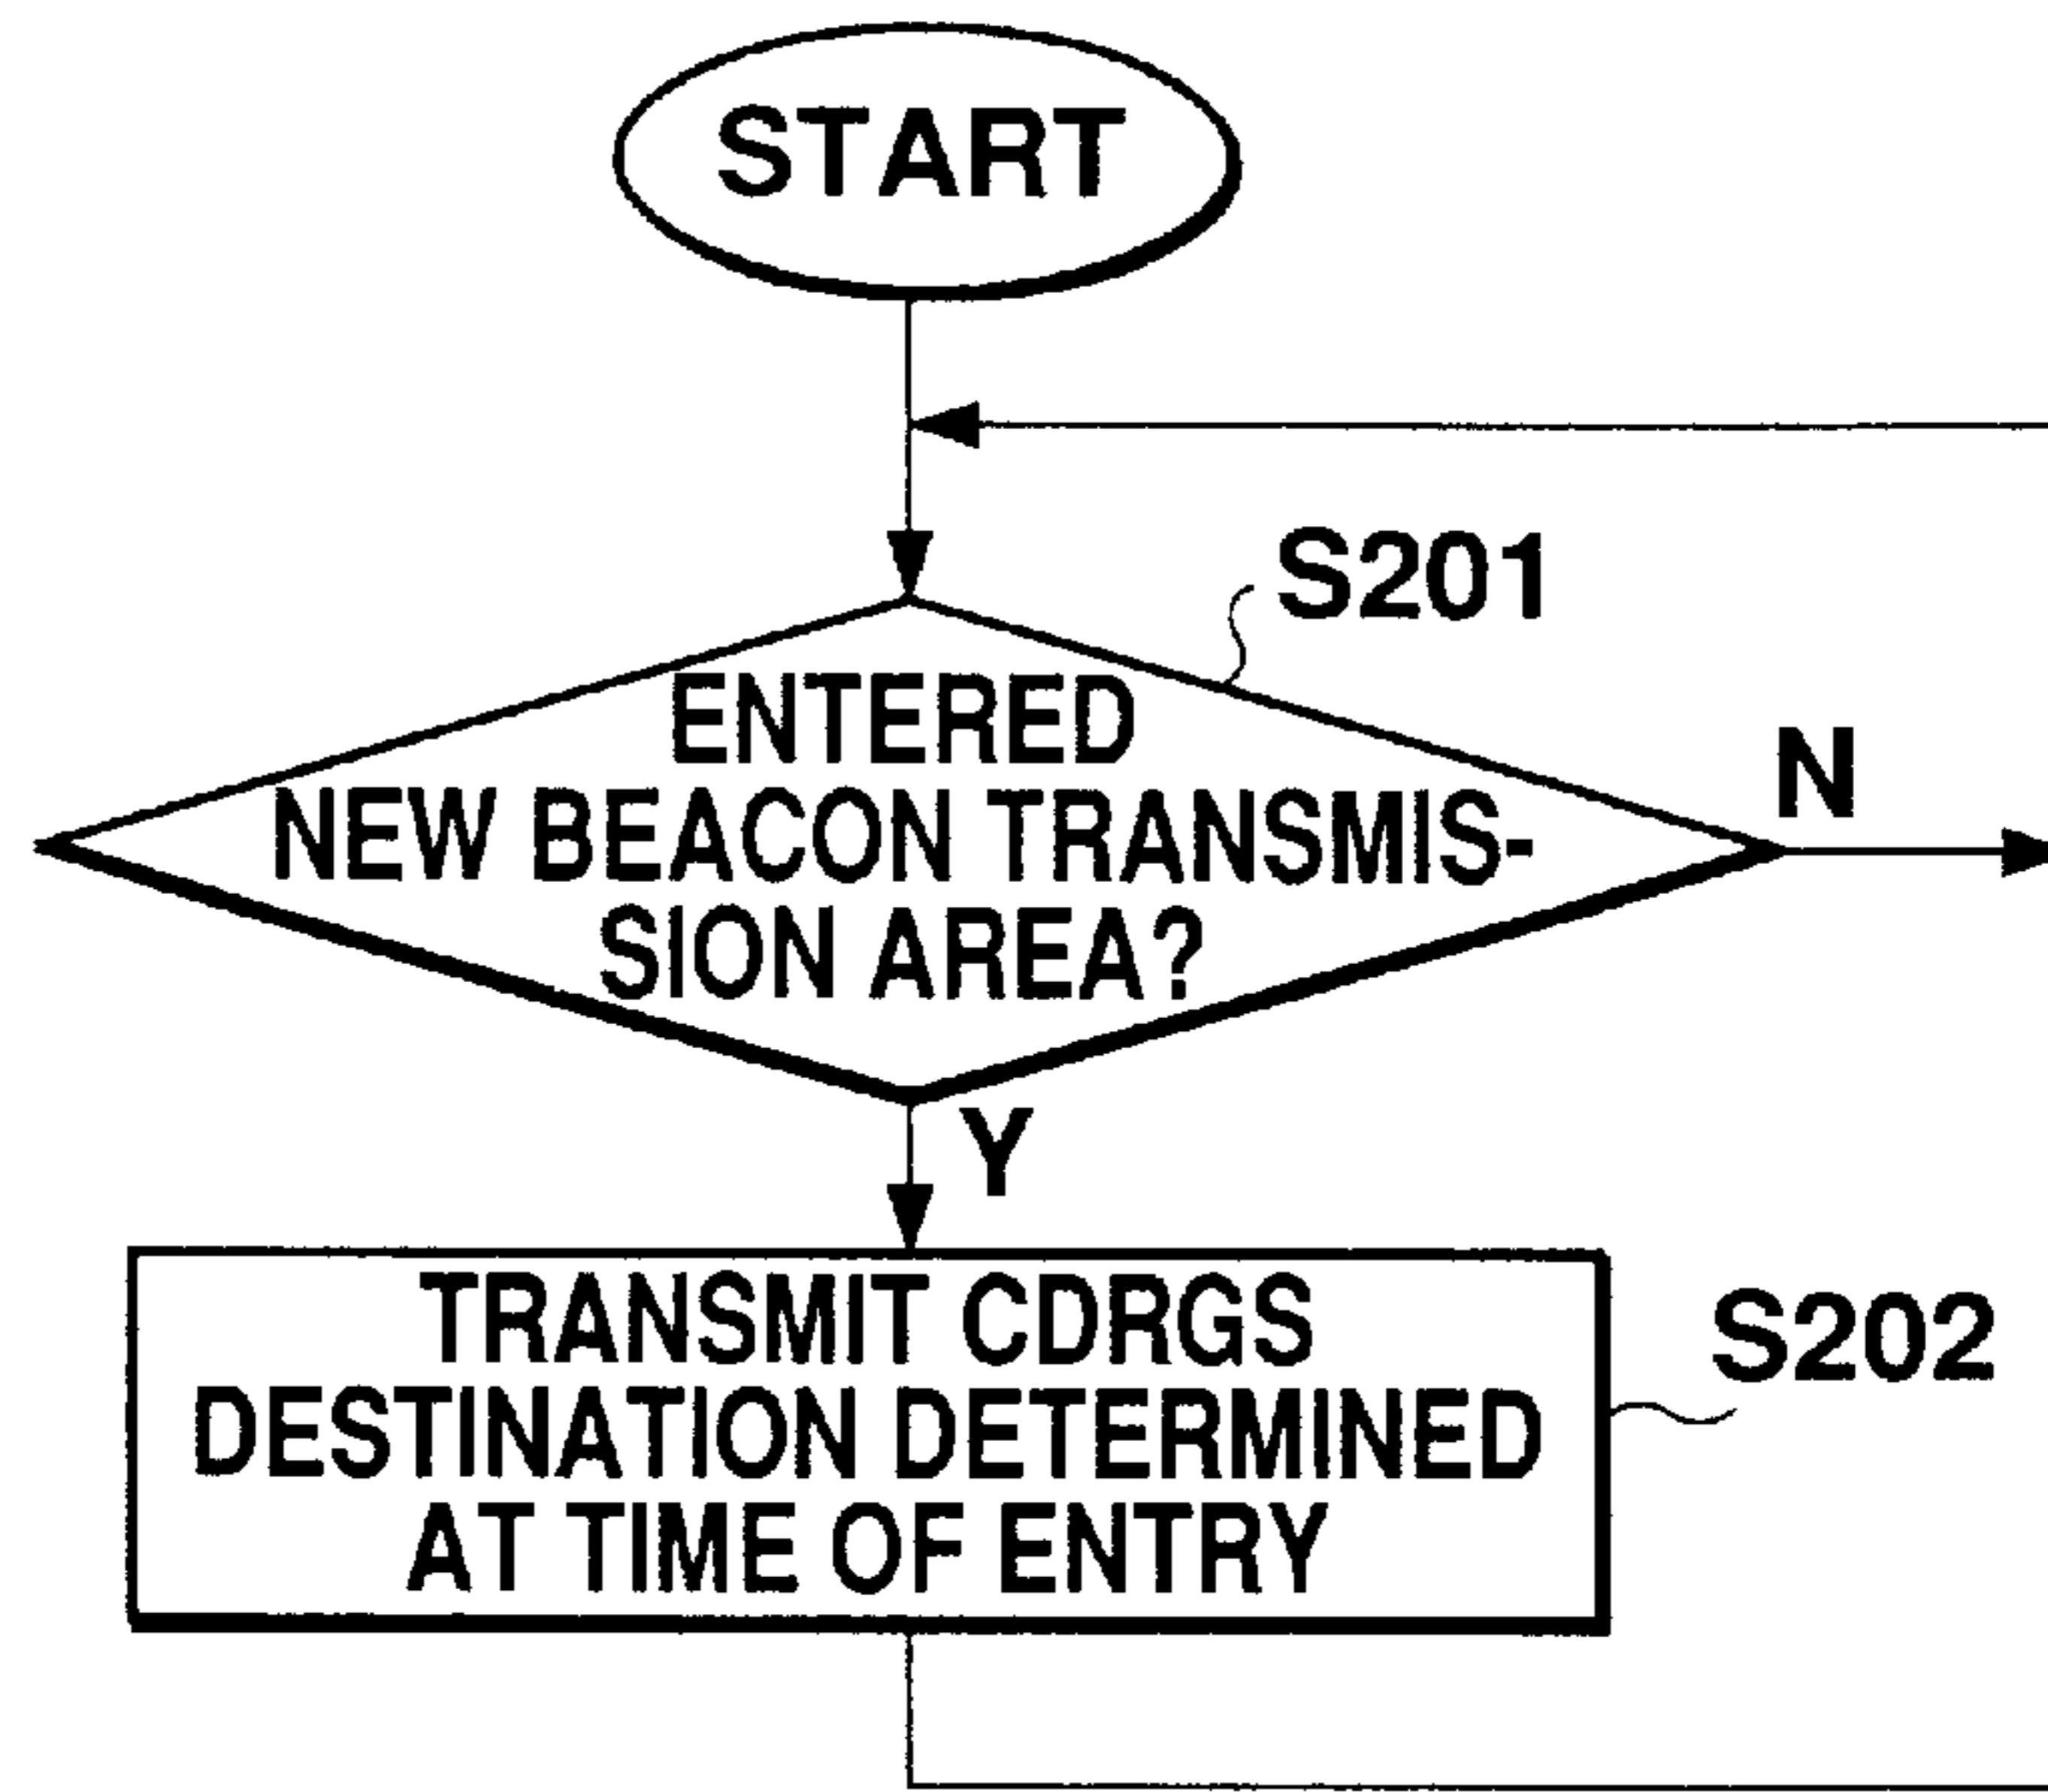 START
S201
ENTERED
NEW BEACON TRANSMIS-
SION AREA?
N
Y
TRANSMIT CDRGS
DESTINATION DETERMINED
AT TIME OF ENTRY
S202